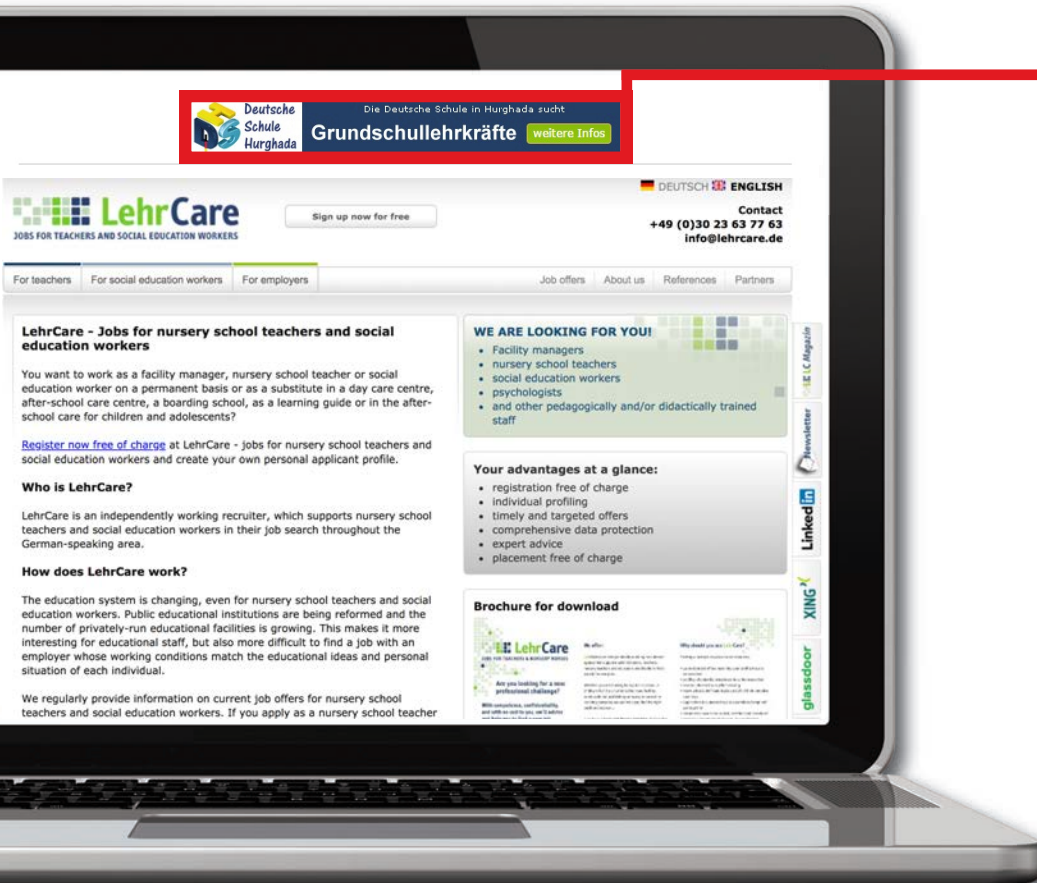 Deutsche
Schule
Hurghada
Die Deutsche Schule in Hurghada sucht
Grundschullehrkräfte
weitere Infos
DEUTSCH ENGLISH
LehrCare
JOBS FOR TEACHERS AND SOCIAL EDUCATION WORKERS
Sign up now for free
Contact
+49 (0)30 23 63 77 63
info@lehrcare.de
For teachers
For social education workers
For employers
Job offers
About us
References
Partners
LehrCare - Jobs for nursery school teachers and social
education workers
You want to work as a facility manager, nursery school teacher or social
education worker on a permanent basis or as a substitute in a day care centre,
after-school care centre, a boarding school, as a learning guide or in the after-
school care for children and adolescents?
Register now free of charge at LehrCare - jobs for nursery school teachers and
social education workers and create your own personal applicant profile.
Who is LehrCare?
LehrCare is an independently working recruiter, which supports nursery school
teachers and social education workers in their job search throughout the
German-speaking area.
How does LehrCare work?
The education system is changing, even for nursery school teachers and social
education workers. Public educational institutions are being reformed and the
number of privately-run educational facilities is growing. This makes it more
interesting for educational staff, but also more difficult to find a job with an
employer whose working conditions match the educational ideas and personal
situation of each individual.
We regularly provide information on current job offers for nursery school
teachers and social education workers. If you apply as a nursery school teacher
WE ARE LOOKING FOR YOU!
• Facility managers
• nursery school teachers
• social education workers
• psychologists
• and other pedagogically and/or didactically trained
staff
Your advantages at a glance:
• registration free of charge
• individual profiling
• timely and targeted offers
• comprehensive data protection
• expert advice
• placement free of charge
Brochure for download
LehrCare
Are you looking for a new
professional challenge?
We offer:
LC Magazin
Newsletter
Linked in
XING
glassdoor